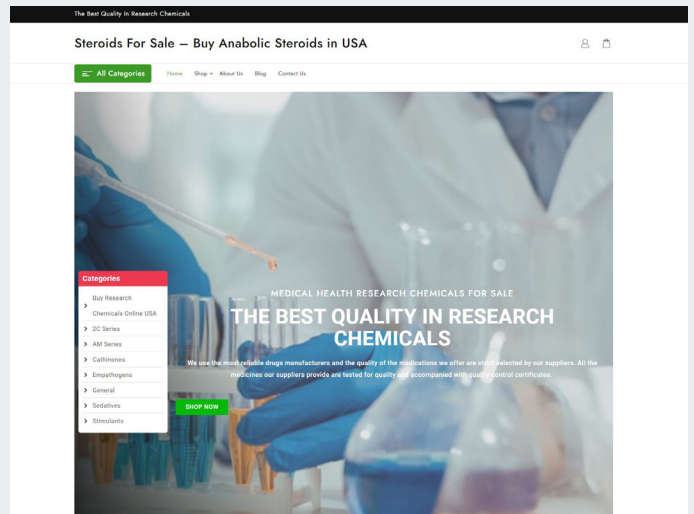 The Best Quality In Research Chemicals
Steroids For Sale – Buy Anabolic Steroids in USA
All Categories
Home Shop About Us Blog Contact Us
Categories
Buy Research
Chemicals Online USA
2C Series
AM Series
Cathinones
Empathogens
General
Sedatives
Stimulants
MEDICAL HEALTH RESEARCH CHEMICALS FOR SALE
THE BEST QUALITY IN RESEARCH
CHEMICALS
We use the most reliable drugs manufacturers and the quality of the medications we offer are strict selected by our suppliers. All the
medicines our suppliers provide are tested for quality and accompanied with quality control certificates.
SHOP NOW